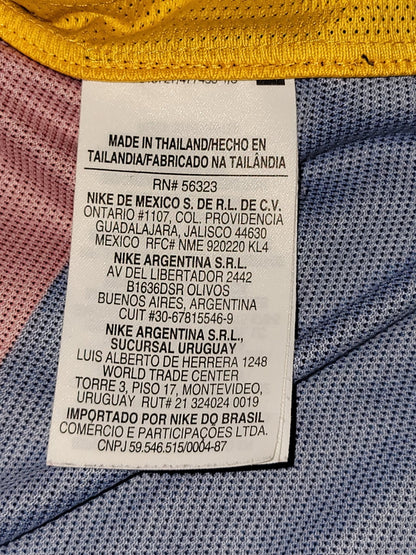 MADE IN THAILAND/HECHO EN
TAILANDIA/FABRICADO NA TAILÂNDIA
RN# 56323
NIKE DE MEXICO S. DE R.L. DE C.V.
ONTARIO #1107, COL. PROVIDENCIA
GUADALAJARA, JALISCO 44630
MEXICO RFC# NME 920220 KL4
NIKE ARGENTINA S.R.L.
AV DEL LIBERTADOR 2442
B1636DSR OLIVOS
BUENOS AIRES, ARGENTINA
CUIT #30-67815546-9
NIKE ARGENTINA S.R.L.,
SUCURSAL URUGUAY
LUIS ALBERTO DE HERRERA 1248
WORLD TRADE CENTER
TORRE 3, PISO 17, MONTEVIDEO,
URUGUAY RUT# 21 324024 0019
IMPORTADO POR NIKE DO BRASIL
COMÉRCIO E PARTICIPAÇÕES LTDA.
CNPJ 59.546.515/0004-87